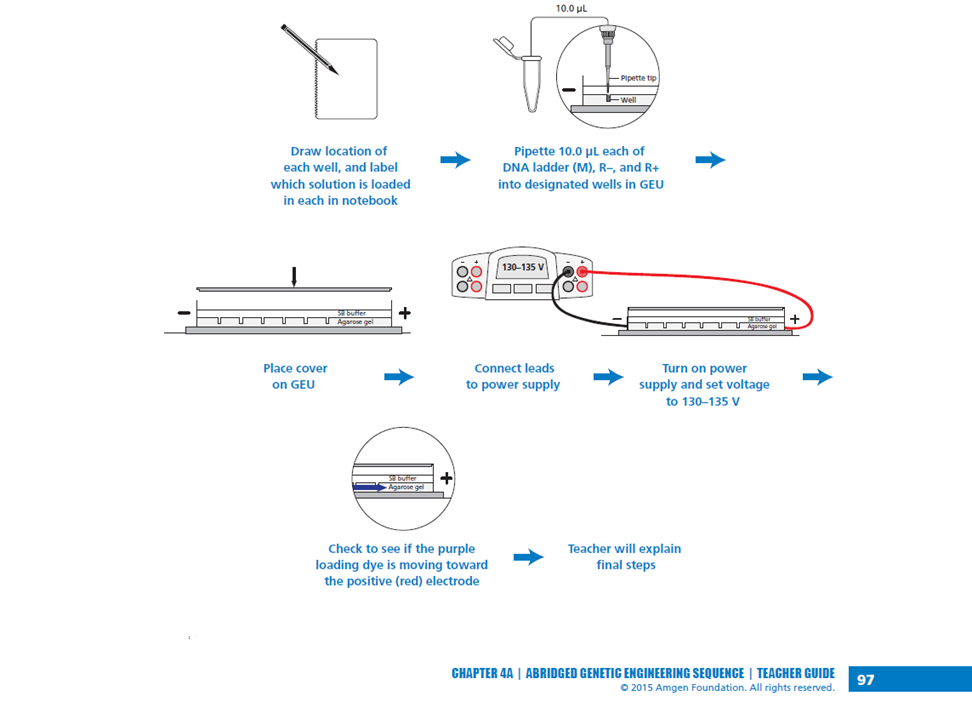 10.0 µL
Pipette tip
–
Well
Draw location of
each well, and label
which solution is loaded
in each in notebook
Pipette 10.0 µL each of
DNA ladder (M), R–, and R+
into designated wells in GEU
– +
130–135 V
– +
–
SB buffer
+
Agarose gel
–
SB buffer
+
Agarose gel
Place cover
on GEU
Connect leads
to power supply
Turn on power
supply and set voltage
to 130–135 V
SB buffer
+
Agarose gel
Check to see if the purple
loading dye is moving toward
the positive (red) electrode
Teacher will explain
final steps
CHAPTER 4A | ABRIDGED GENETIC ENGINEERING SEQUENCE | TEACHER GUIDE
97
© 2015 Amgen Foundation. All rights reserved.